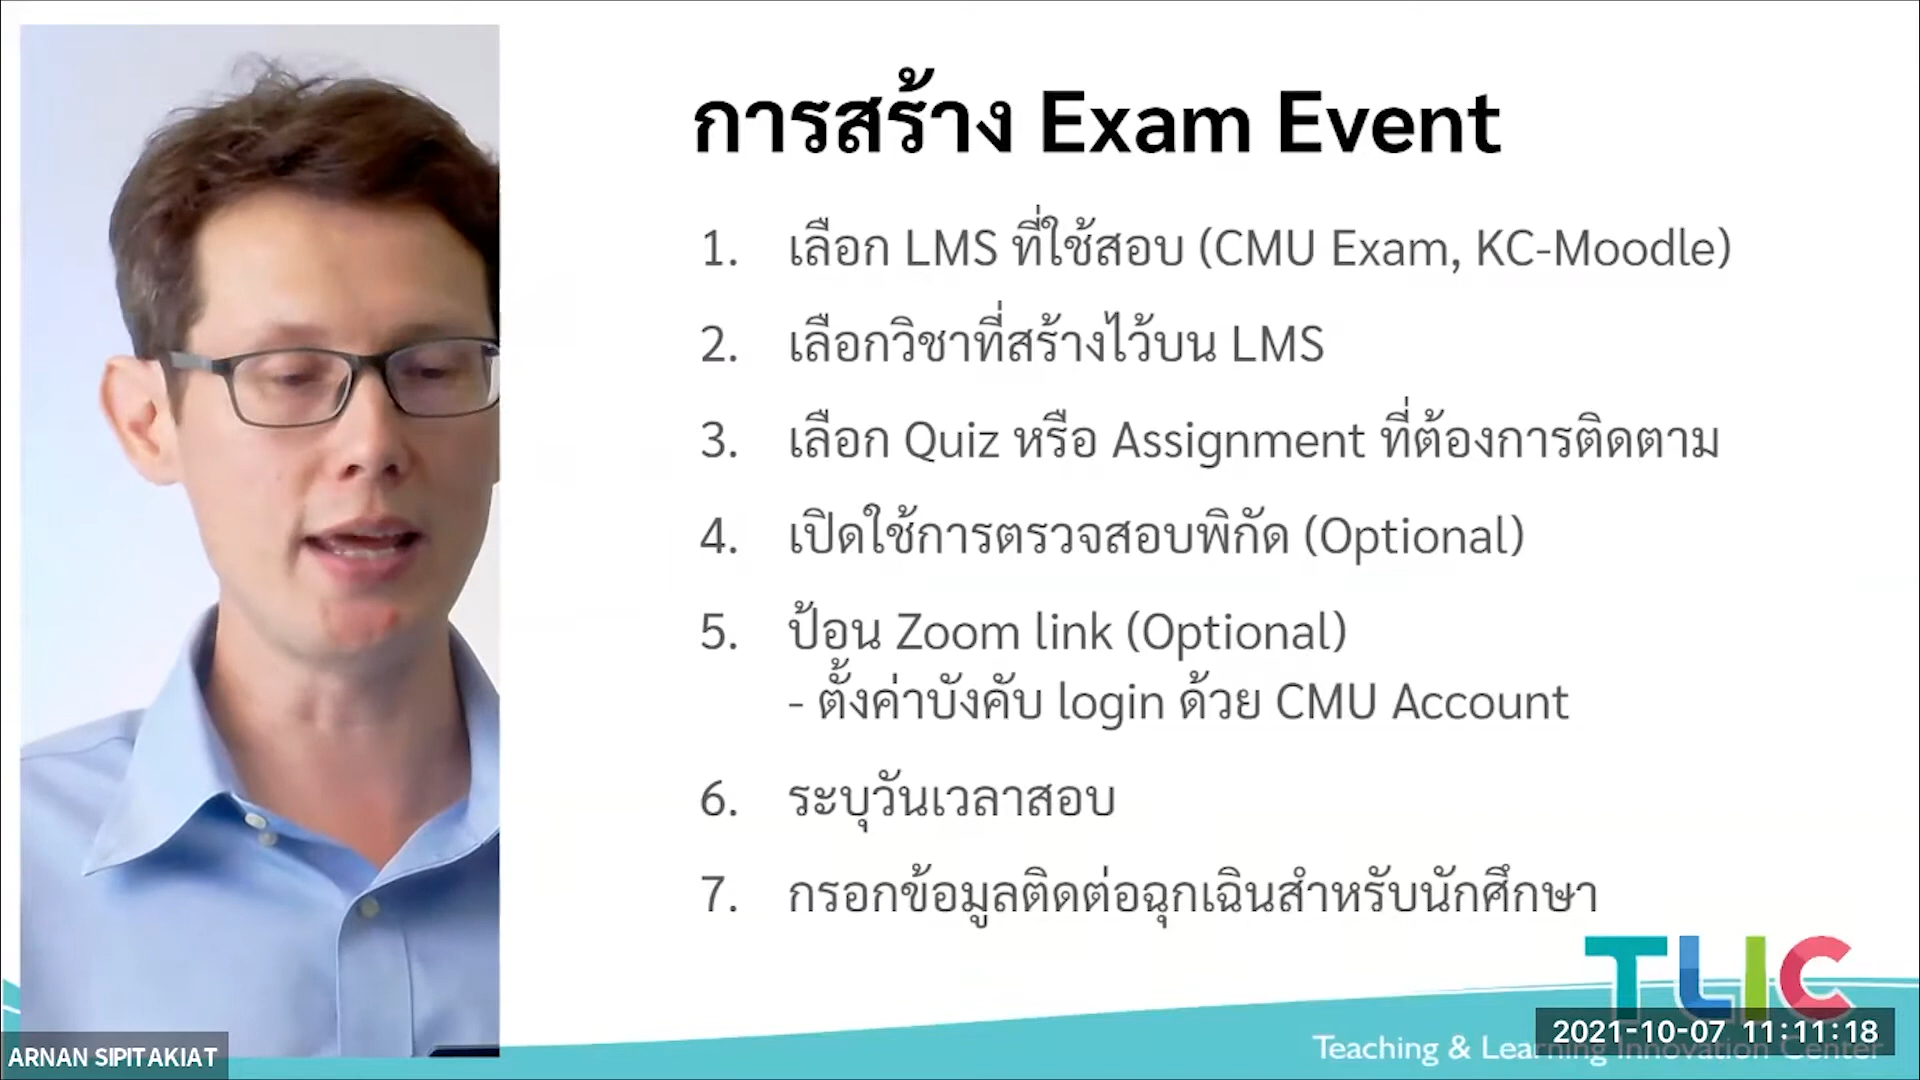 การสร้าง Exam Event
1. เลือก LMS ที่ใช้สอบ (CMU Exam, KC-Moodle)
2. เลือกวิชาที่สร้างไว้บน LMS
3. เลือก Quiz หรือ Assignment ที่ต้องการติดตาม
4. เปิดใช้การตรวจสอบพิกัด (Optional)
5. ป้อน Zoom link (Optional)
- ตั้งค่าบังคับ login ด้วย CMU Account
6. ระบุวันเวลาสอบ
7. กรอกข้อมูลติดต่อฉุกเฉินสำหรับนักศึกษา
TLIC
2021-10-07 11:11:18
Teaching & Learning Innovation Center
ARNAN SIPITAKIAT